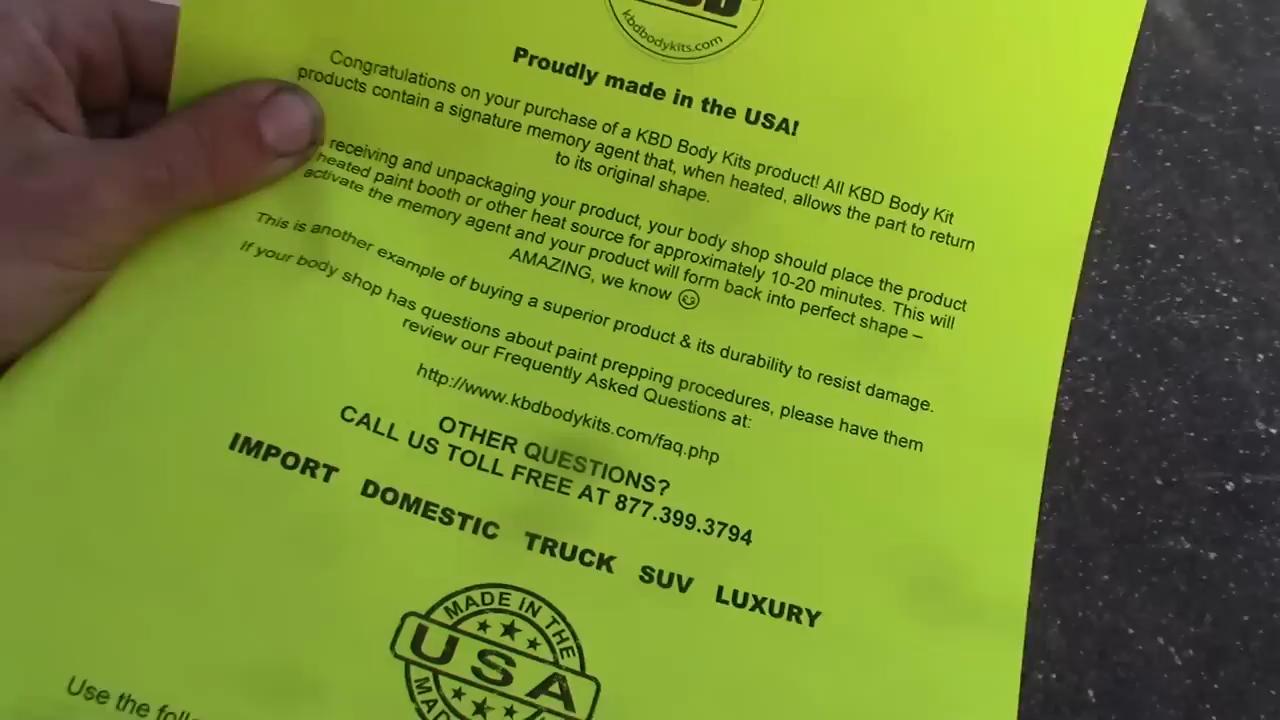 kbdbodykits.com
Proudly made in the USA!
Congratulations on your purchase of a KBD Body Kits product! All KBD Body Kit
products contain a signature memory agent that, when heated, allows the part to return
to its original shape.
receiving and unpackaging your product, your body shop should place the product
heated paint booth or other heat source for approximately 10-20 minutes. This will
activate the memory agent and your product will form back into perfect shape –
AMAZING, we know ☺
This is another example of buying a superior product & its durability to resist damage.
If your body shop has questions about paint prepping procedures, please have them
review our Frequently Asked Questions at:
http://www.kbdbodykits.com/faq.php
OTHER QUESTIONS?
CALL US TOLL FREE AT 877.399.3794
IMPORT DOMESTIC TRUCK SUV LUXURY
MADE IN THE
USA
Use the